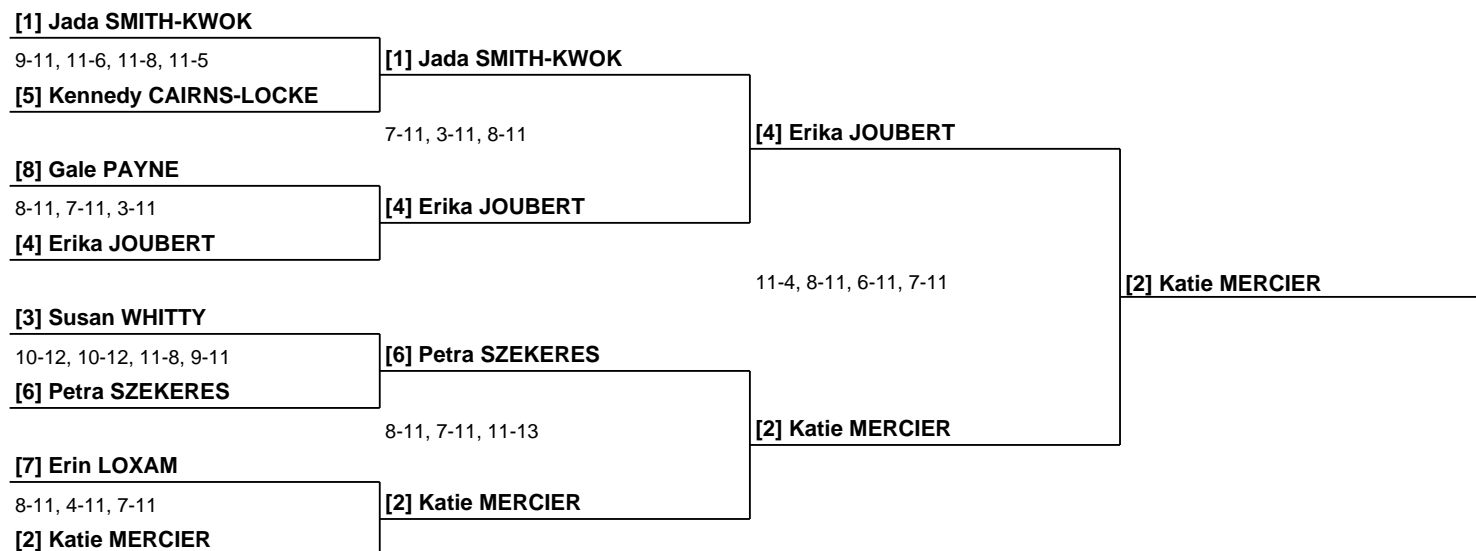 [1] Jada SMITH-KWOK
9-11, 11-6, 11-8, 11-5
[1] Jada SMITH-KWOK
[5] Kennedy CAIRNS-LOCKE
7-11, 3-11, 8-11
[4] Erika JOUBERT
[8] Gale PAYNE
8-11, 7-11, 3-11
[4] Erika JOUBERT
[4] Erika JOUBERT
11-4, 8-11, 6-11, 7-11
[2] Katie MERCIER
[3] Susan WHITTY
10-12, 10-12, 11-8, 9-11
[6] Petra SZEKERES
[6] Petra SZEKERES
8-11, 7-11, 11-13
[2] Katie MERCIER
[7] Erin LOXAM
8-11, 4-11, 7-11
[2] Katie MERCIER
[2] Katie MERCIER